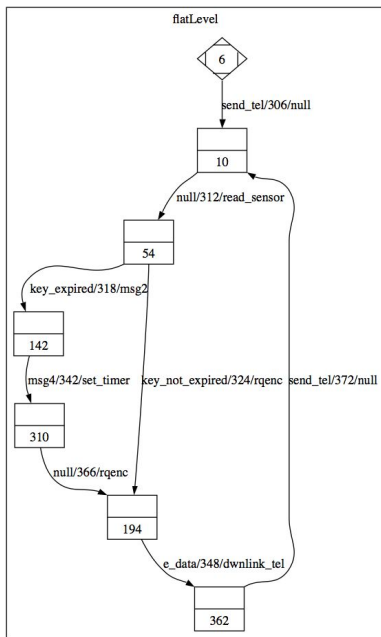 flatLevel
6
send_tel/306/null
10
null/312/read_sensor
54
key_expired/318/msg2
142
msg4/342/set_timer
key_not_expired/324/rqenc
send_tel/372/null
310
null/366/rqenc
194
e_data/348/dwnlink_tel
362